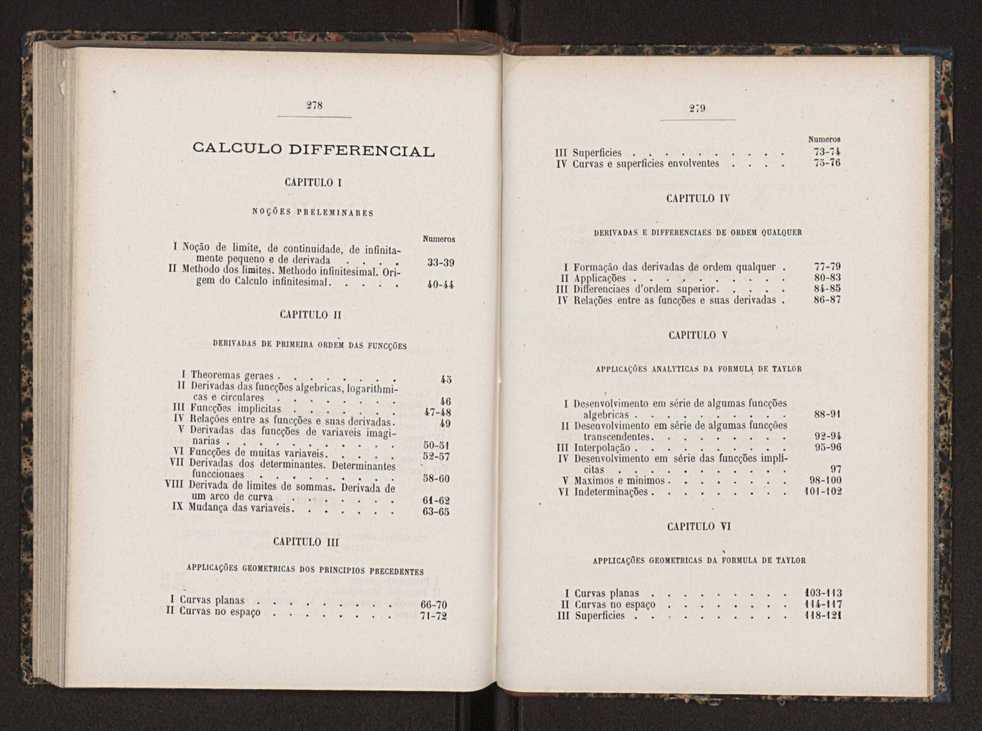 278
CALCULO DIFFERENCIAL
CAPITULO I
NOÇÕES PRELEMINARES
Numeros
I Noção de limite, de continuidade, de infinita-
mente pequeno e de derivada . . . . 33-39
II Methodo dos limites. Methodo infinitesimal. Ori-
gem do Calculo infinitesimal. . . . . 40-44
CAPITULO II
DERIVADAS DE PRIMEIRA ORDEM DAS FUNCÇÕES
I Theoremas geraes . . . . . . . . 45
II Derivadas das funcções algebricas, logarithmi-
cas e circulares . . . . . . . . 46
III Funcções implicitas . . . . . . . 47-48
IV Relações entre as funcções e suas derivadas. 49
V Derivadas das funcções de variaveis imagi-
narias . . . . . . . . . . . 50-51
VI Funcções de muitas variaveis. . . . . 52-57
VII Derivadas dos determinantes. Determinantes
funccionaes . . . . . . . . . 58-60
VIII Derivada de limites de sommas. Derivada de
um arco de curva . . . . . . . 61-62
IX Mudança das variaveis. . . . . . . 63-65
CAPITULO III
APPLICAÇÕES GEOMETRICAS DOS PRINCIPIOS PRECEDENTES
I Curvas planas . . . . . . . . . 66-70
II Curvas no espaço . . . . . . . . 71-72
279
Numeros
III Superficies . . . . . . . . . . 73-74
IV Curvas e superficies envolventes . . . . 75-76
CAPITULO IV
DERIVADAS E DIFFERENCIAES DE ORDEM QUALQUER
I Formação das derivadas de ordem qualquer . 77-79
II Applicações . . . . . . . . . . 80-83
III Differenciaes d'ordem superior. . . . . 84-85
IV Relações entre as funcções e suas derivadas . 86-87
CAPITULO V
APPLICAÇÕES ANALYTICAS DA FORMULA DE TAYLOR
I Desenvolvimento em série de algumas funcções
algebricas . . . . . . . . . . 88-91
II Desenvolvimento em série de algumas funcções
transcendentes. . . . . . . . . 92-94
III Interpolação . . . . . . . . . . 95-96
IV Desenvolvimento em série das funcções impli-
citas . . . . . . . . . . . 97
V Maximos e minimos . . . . . . . . 98-100
VI Indeterminações . . . . . . . . . 101-102
CAPITULO VI
APPLICAÇÕES GEOMETRICAS DA FORMULA DE TAYLOR
I Curvas planas . . . . . . . . . 103-113
II Curvas no espaço . . . . . . . . 114-117
III Superficies . . . . . . . . . . 118-121